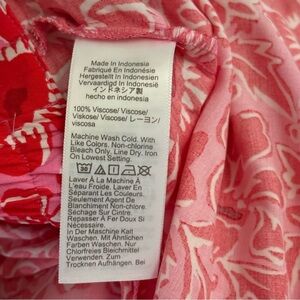 Made In Indonesia
Fabriqué En Indonésie
Hergestellt In Indonesien
Vervaardigd In Indonesië
インドネシア製
hecho en indonesia
100% Viscose/ Viscose/
Viskose/ Viscose/ レーヨン/
viscosa
Machine Wash Cold. With
Like Colors. Non-chlorine
Bleach Only. Line Dry. Iron
On Lowest Setting.
Laver À La Machine À
L'eau Froide. Laver En
Séparant Les Couleurs.
Seulement Agent De
Blanchiment Non-chlore.
Séchage Sur Cintre.
Repasser À Fer Doux Si
Nécessaire.
In Der Maschine Kalt
Waschen. Mit Ähnlichen
Farben Waschen. Nur
Chlorfreies Bleichmittel
Verwenden. Zum
Trocknen Aufhängen. Bei